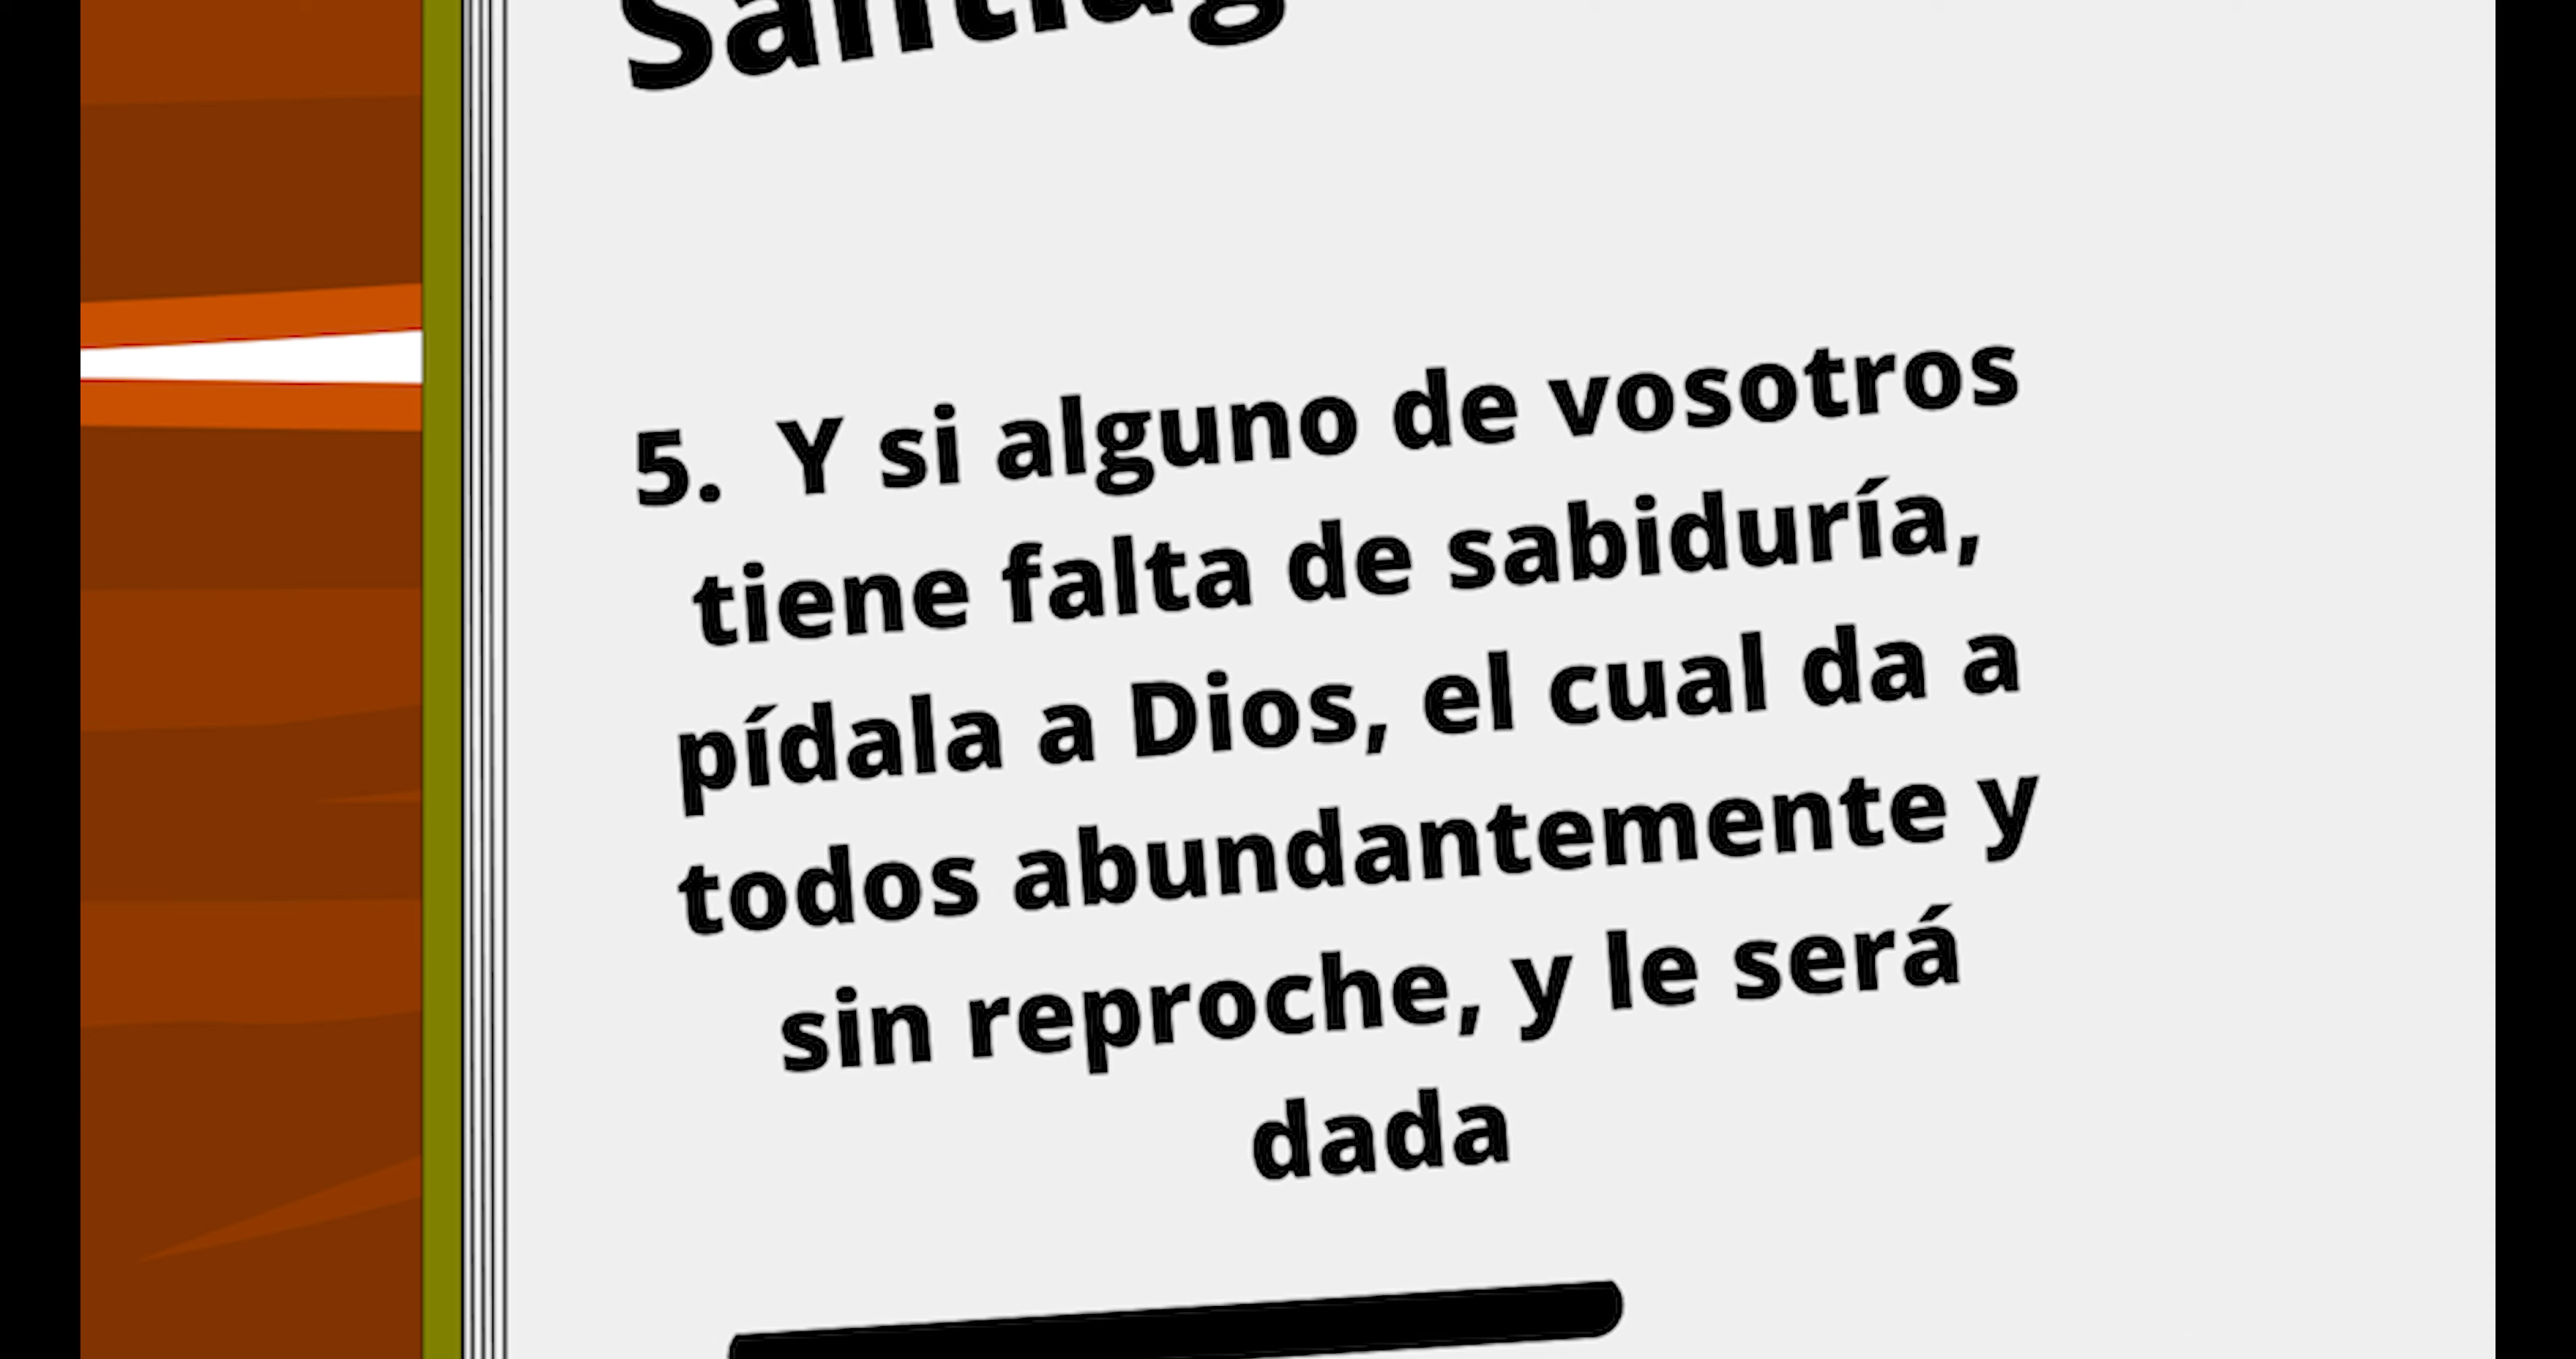 5. Y si alguno de vosotros
tiene falta de sabiduría,
pídala a Dios, el cual da a
todos abundantemente y
sin reproche, y le será
dada